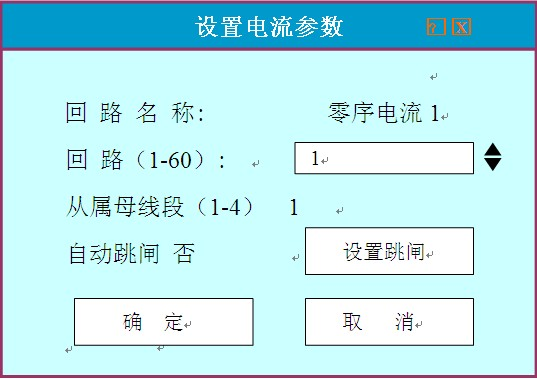 设置电流参数 ? X
回 路 名 称: 零序电流 1
回 路（1-60）: 1
从属母线段（1-4） 1
自动跳闸 否 设置跳闸
确 定 取 消